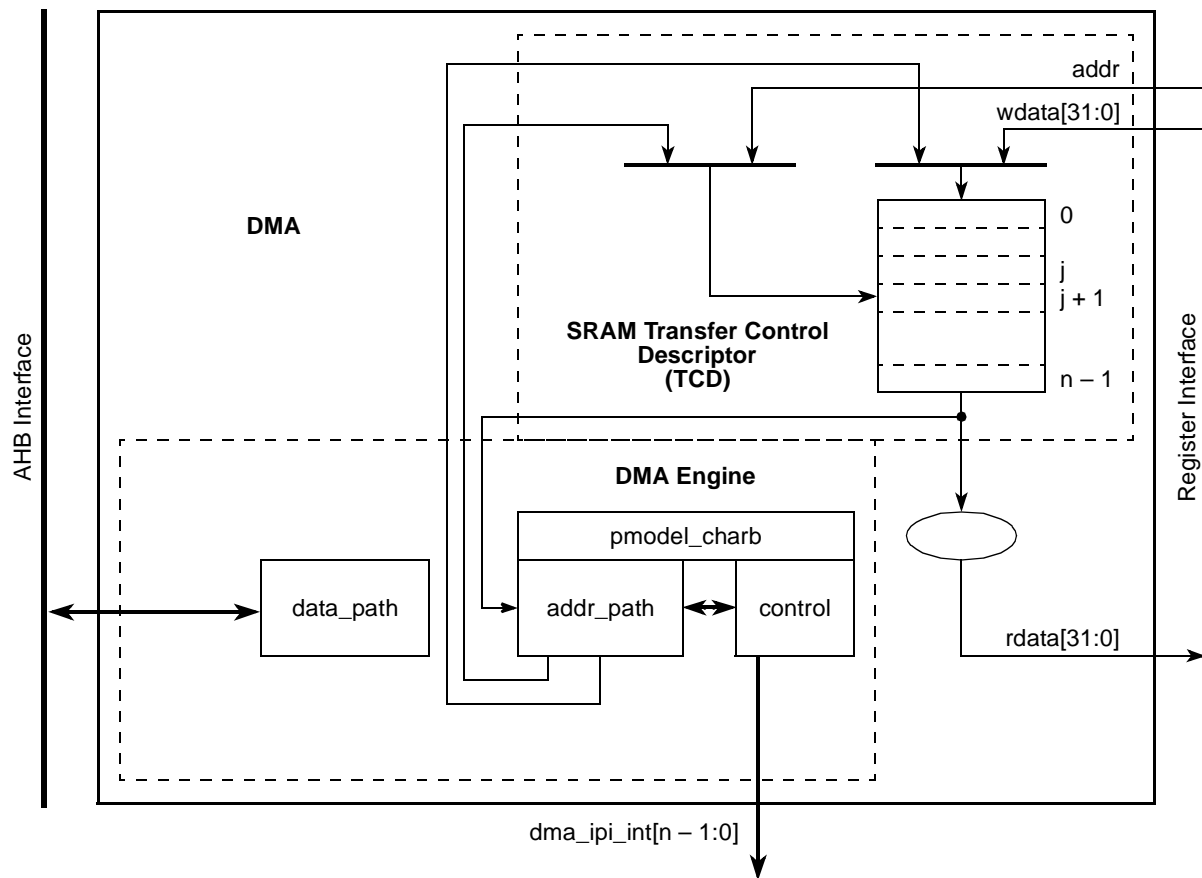 addr
wdata[31:0]
DMA
0
j
j + 1
n – 1
SRAM Transfer Control
Descriptor
(TCD)
AHB Interface
Register Interface
DMA Engine
pmodel_charb
data_path
addr_path
control
rdata[31:0]
dma_ipi_int[n – 1:0]